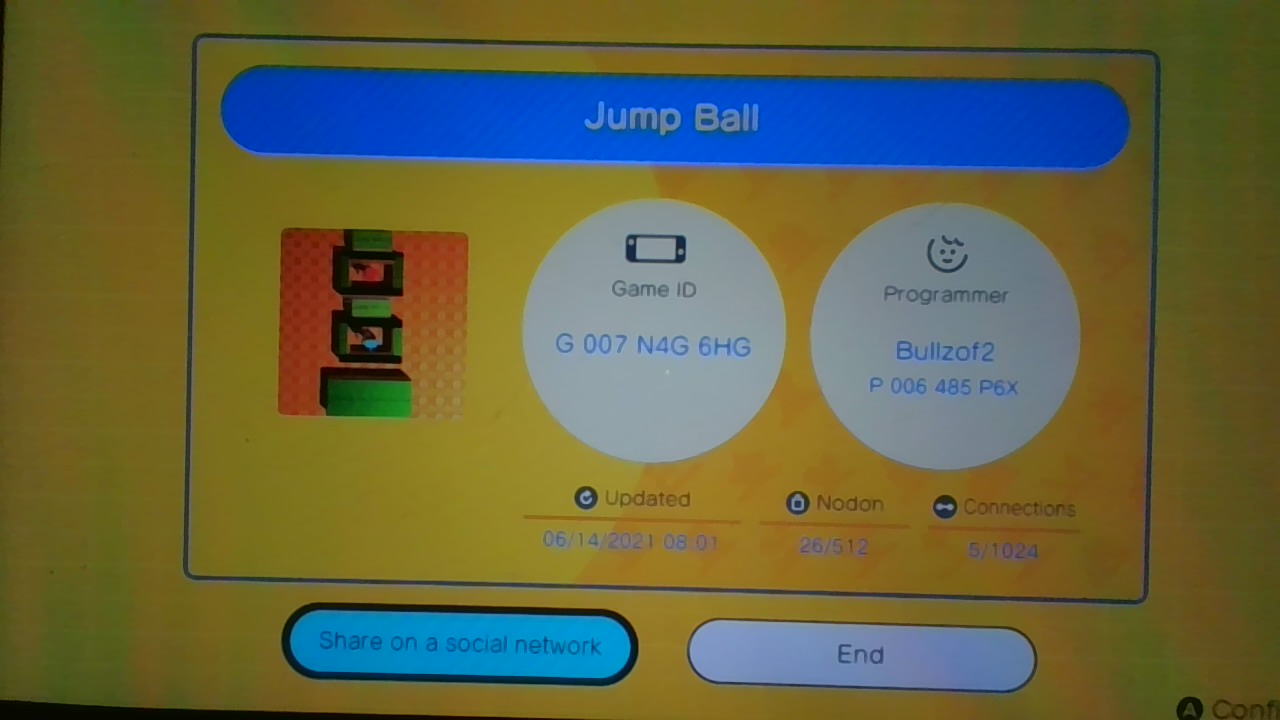 Jump Ball
Game ID
G 007 N4G 6HG
Programmer
Bullzof2
P 006 485 P6X
Updated
06/14/2021 08:01
Nodon
26/512
Connections
5/1024
Share on a social network
End
A